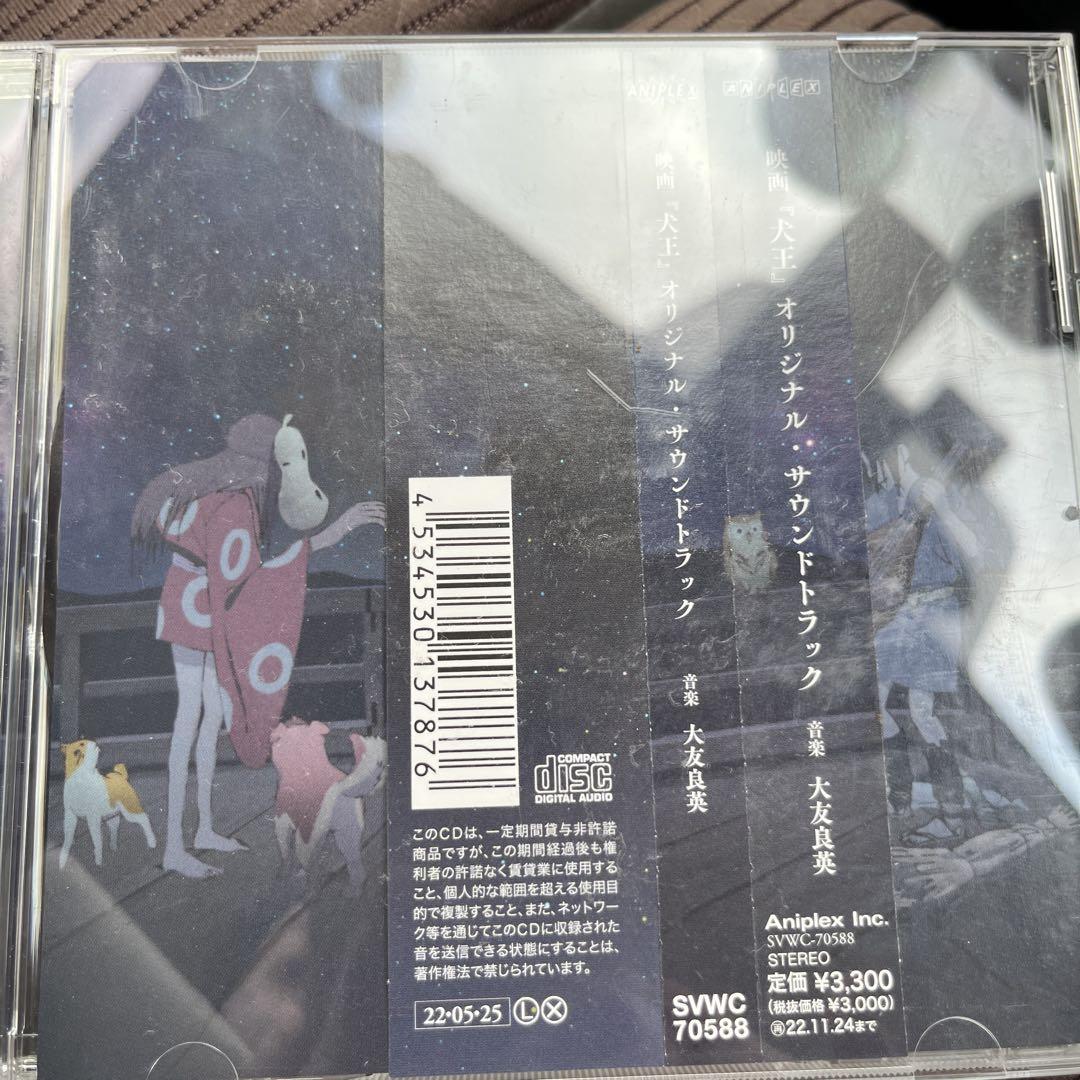 4 534530 137876
COMPACT
disc
DIGITAL AUDIO
このCDは、一定期間貸与非許諾
商品ですが、この期間経過後も権
利者の許諾なく賃貸業に使用する
こと、個人的な範囲を超える使用目
的で複製すること、また、ネットワー
ク等を通じてこのCDに収録された
音を送信できる状態にすることは、
著作権法で禁じられています。
22・05・25 Ⓛ Ⓧ
ANIPLEX
映画『犬王』オリジナル・サウンドトラック 音楽 大友良英
SVWC
70588
ANIPLEX
映画『犬王』オリジナル・サウンドトラック 音楽 大友良英
Aniplex Inc.
SVWC-70588
STEREO
定価 ¥3,300
(税抜価格 ¥3,000)
㊞22.11.24まで